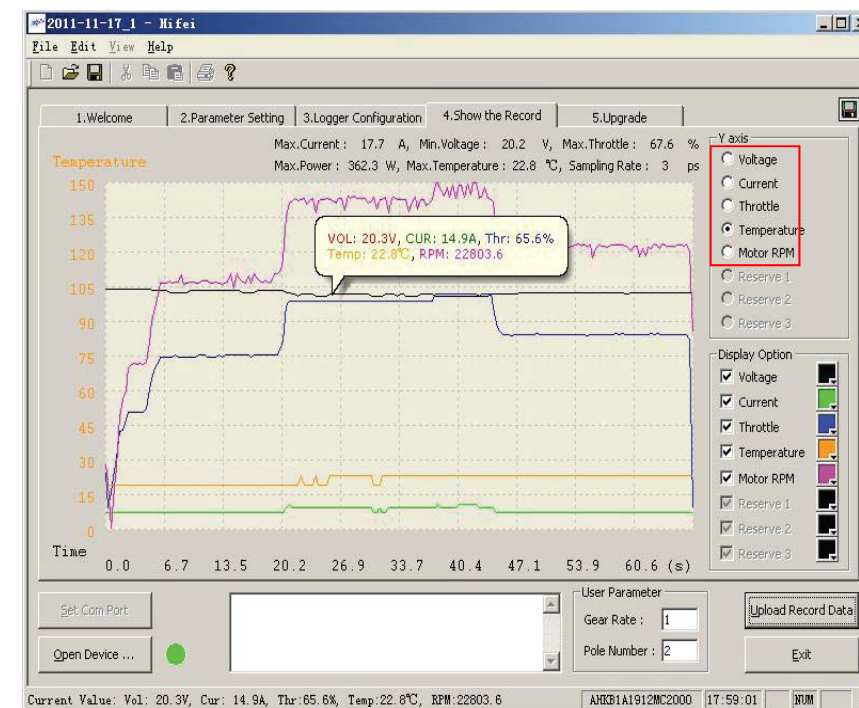 2011-11-17_1 - Hifei
File Edit View Help
1.Welcome 2.Parameter Setting 3.Logger Configuration 4.Show the Record 5.Upgrade
Max.Current : 17.7 A, Min.Voltage : 20.2 V, Max.Throttle : 67.6 %
Max.Power : 362.3 W, Max.Temperature : 22.8 ℃, Sampling Rate : 3 ps
Temperature
150
135
120
105
90
75
60
45
30
15
0
VOL: 20.3V, CUR: 14.9A, Thr: 65.6%
Temp: 22.8℃, RPM: 22803.6
Time
0.0 6.7 13.5 20.2 26.9 33.7 40.4 47.1 53.9 60.6 (s)
Y axis
Voltage
Current
Throttle
Temperature
Motor RPM
Reserve 1
Reserve 2
Reserve 3
Display Option
Voltage
Current
Throttle
Temperature
Motor RPM
Reserve 1
Reserve 2
Reserve 3
Set Com Port
Open Device ...
User Parameter
Gear Rate : 1
Pole Number : 2
Upload Record Data
Exit
Current Value: Vol: 20.3V, Cur: 14.9A, Thr:65.6%, Temp:22.8℃, RPM:22803.6 AHKB1A1912MC2000 17:59:01 NUM